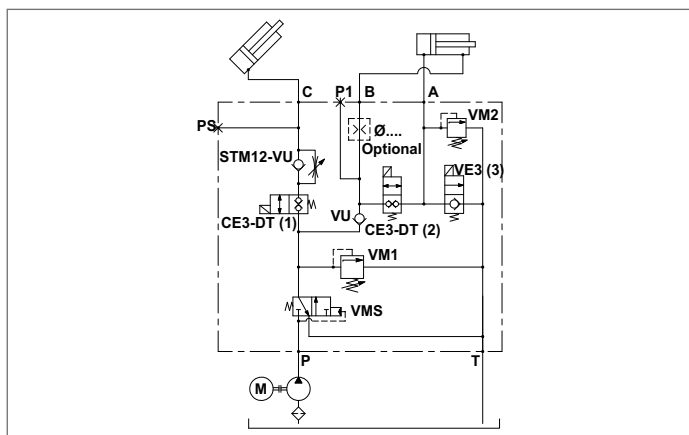 C P1 B A
VM2
PS
Ø....
Optional
STM12-VU
VE3 (3)
CE3-DT (1)
VU
CE3-DT (2)
VM1
VMS
P T
M